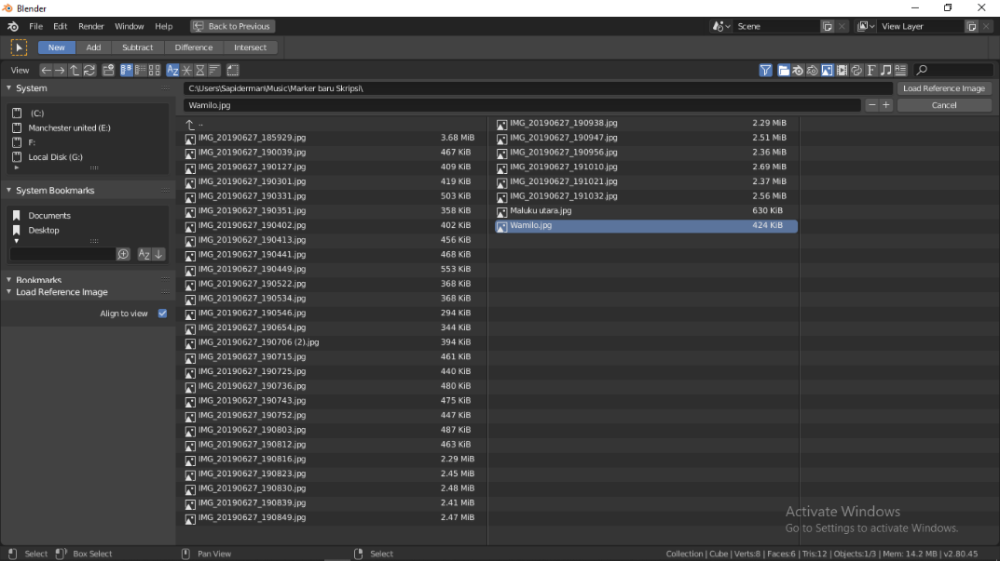 Blender
File Edit Render Window Help Back to Previous Scene View Layer
New Add Subtract Difference Intersect
View
System
C:\Users\Sapiderman\Music\Marker baru Skripsi\ Load Reference Image
Wamilo.jpg Cancel
(C:)
Manchester united (E:)
F:
Local Disk (G:)
System Bookmarks
Documents
Desktop
Bookmarks
Load Reference Image
Align to view
..
IMG_20190627_185929.jpg 3.68 MiB
IMG_20190627_190039.jpg 467 KiB
IMG_20190627_190127.jpg 409 KiB
IMG_20190627_190301.jpg 419 KiB
IMG_20190627_190331.jpg 503 KiB
IMG_20190627_190351.jpg 358 KiB
IMG_20190627_190402.jpg 402 KiB
IMG_20190627_190413.jpg 456 KiB
IMG_20190627_190441.jpg 468 KiB
IMG_20190627_190449.jpg 553 KiB
IMG_20190627_190522.jpg 368 KiB
IMG_20190627_190534.jpg 368 KiB
IMG_20190627_190546.jpg 294 KiB
IMG_20190627_190654.jpg 344 KiB
IMG_20190627_190706 (2).jpg 394 KiB
IMG_20190627_190715.jpg 461 KiB
IMG_20190627_190725.jpg 440 KiB
IMG_20190627_190736.jpg 480 KiB
IMG_20190627_190743.jpg 475 KiB
IMG_20190627_190752.jpg 447 KiB
IMG_20190627_190803.jpg 487 KiB
IMG_20190627_190812.jpg 463 KiB
IMG_20190627_190816.jpg 2.29 MiB
IMG_20190627_190823.jpg 2.45 MiB
IMG_20190627_190830.jpg 2.48 MiB
IMG_20190627_190839.jpg 2.41 MiB
IMG_20190627_190849.jpg 2.47 MiB
IMG_20190627_190938.jpg 2.29 MiB
IMG_20190627_190947.jpg 2.51 MiB
IMG_20190627_190956.jpg 2.36 MiB
IMG_20190627_191010.jpg 2.69 MiB
IMG_20190627_191021.jpg 2.37 MiB
IMG_20190627_191032.jpg 2.56 MiB
Maluku utara.jpg 630 KiB
Wamilo.jpg 424 KiB
Activate Windows
Go to Settings to activate Windows.
Select Box Select Pan View Select Collection | Cube | Verts:8 | Faces:6 | Tris:12 | Objects:1/3 | Mem: 14.2 MB | v2.80.45